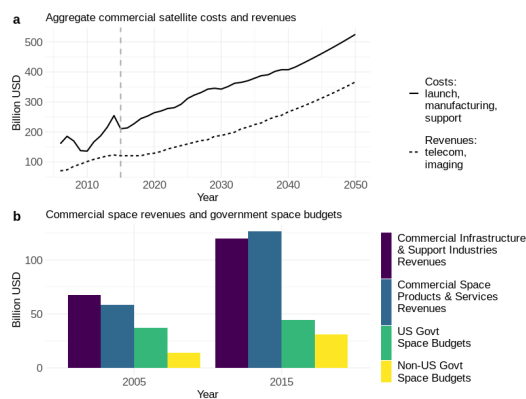 a
Aggregate commercial satellite costs and revenues
500
400
300
200
100
Billion USD
2010
2020
2030
2040
2050
Year
Costs:
launch,
manufacturing,
support
Revenues:
telecom,
imaging
b
Commercial space revenues and government space budgets
100
50
0
Billion USD
2005
2015
Year
Commercial Infrastructure
& Support Industries
Revenues
Commercial Space
Products & Services
Revenues
US Govt
Space Budgets
Non-US Govt
Space Budgets